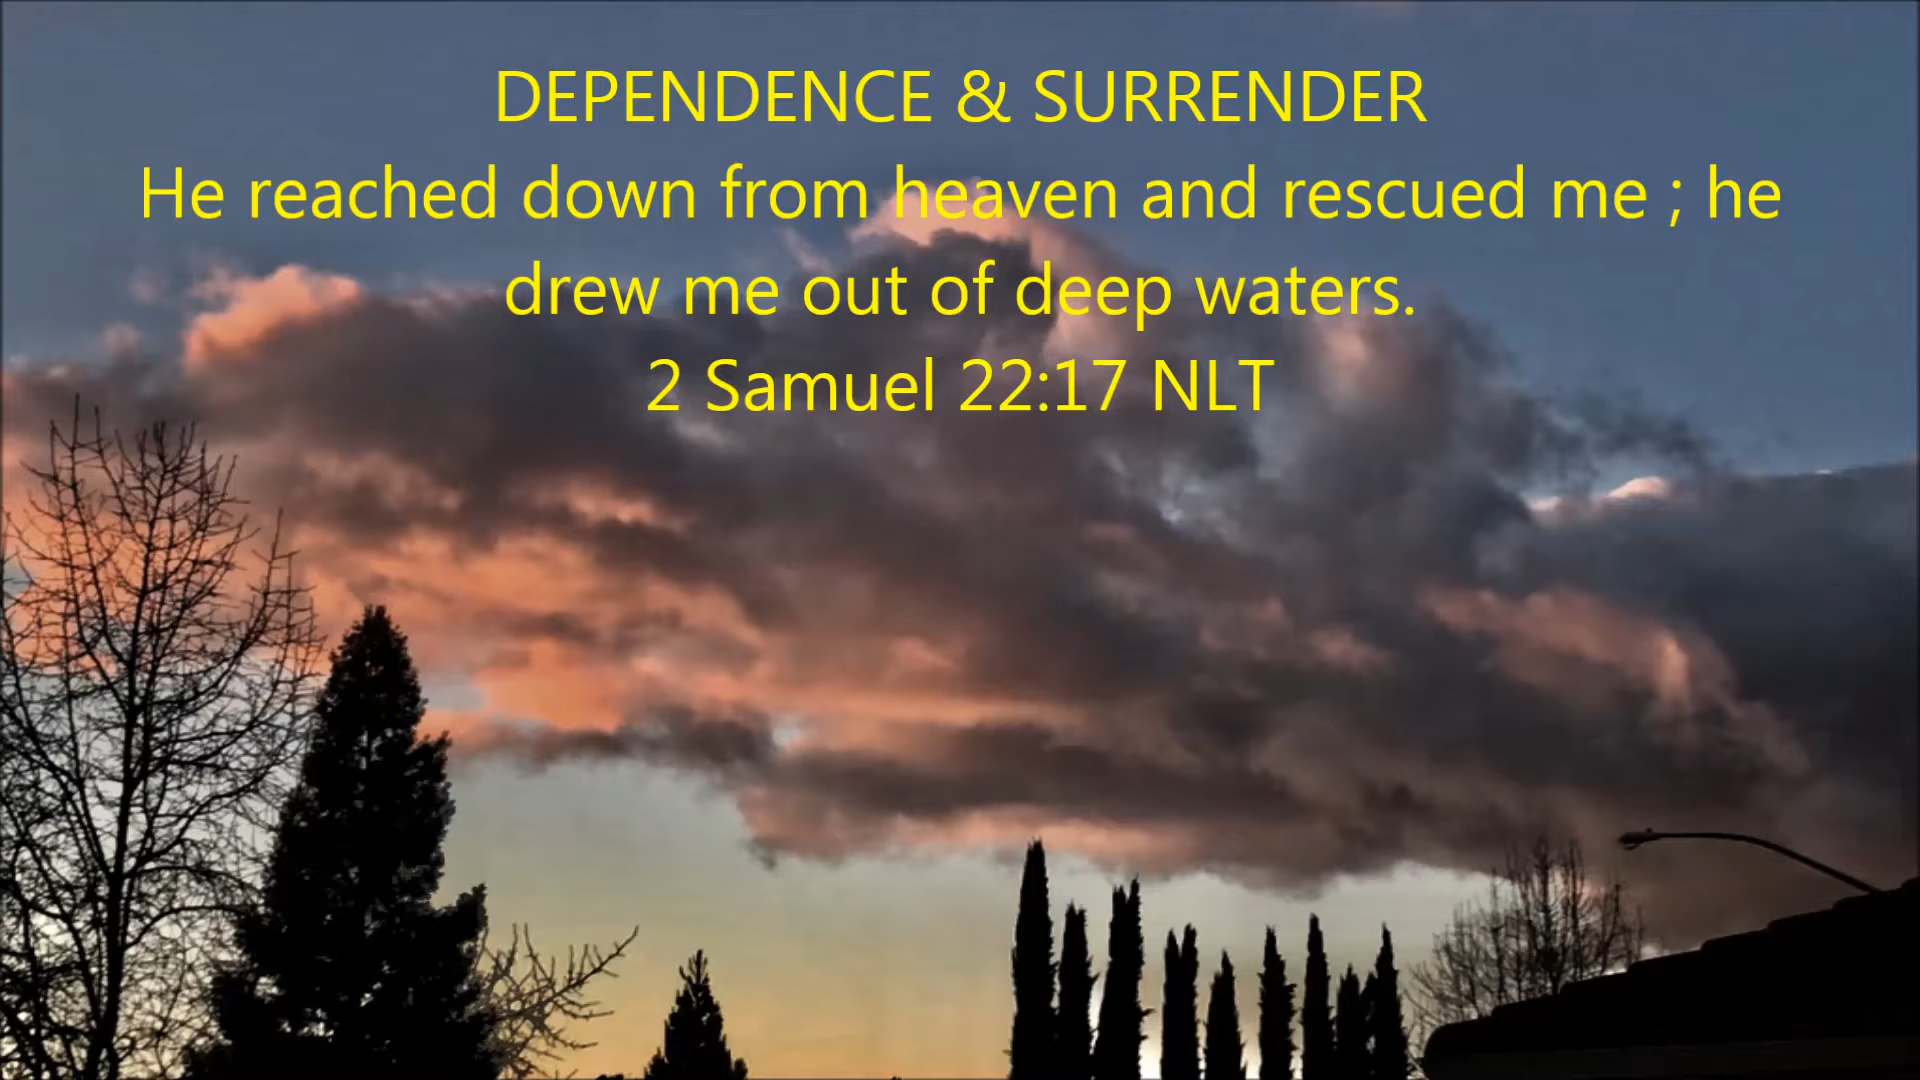 DEPENDENCE & SURRENDER
He reached down from heaven and rescued me ; he
drew me out of deep waters.
2 Samuel 22:17 NLT